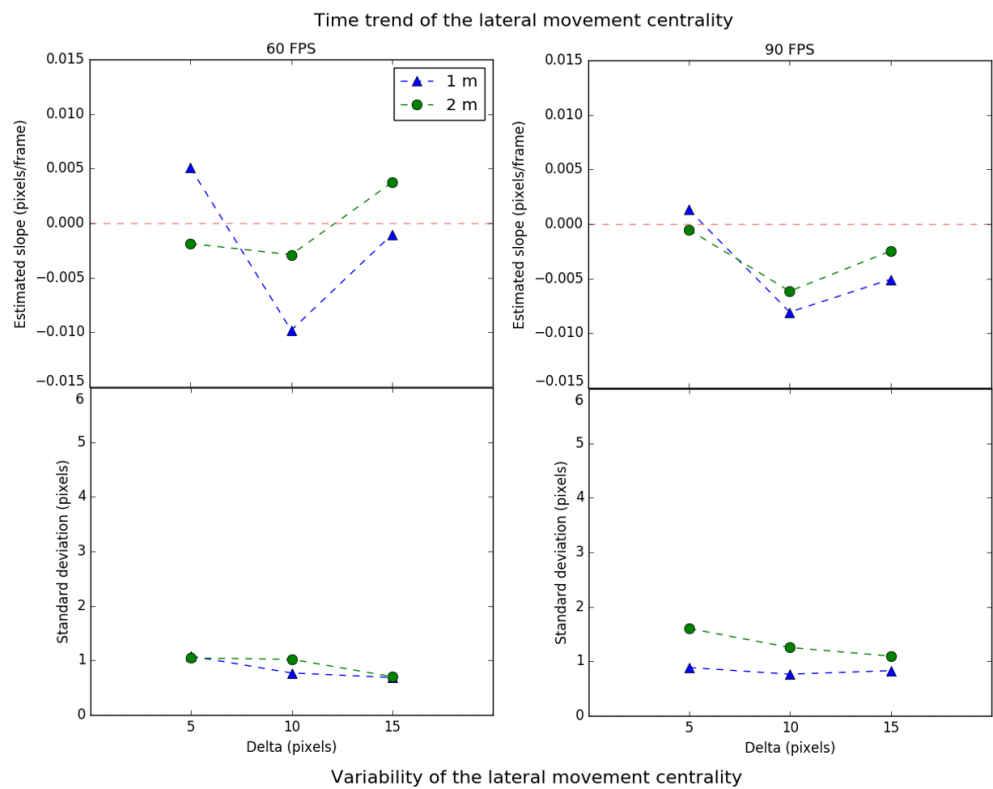 Time trend of the lateral movement centrality
60 FPS
0.015
0.010
0.005
0.000
−0.005
−0.010
−0.015
Estimated slope (pixels/frame)
1 m
2 m
90 FPS
0.015
0.010
0.005
0.000
−0.005
−0.010
−0.015
Estimated slope (pixels/frame)
6
5
4
3
2
1
0
Standard deviation (pixels)
5 10 15
Delta (pixels)
6
5
4
3
2
1
0
Standard deviation (pixels)
5 10 15
Delta (pixels)
Variability of the lateral movement centrality